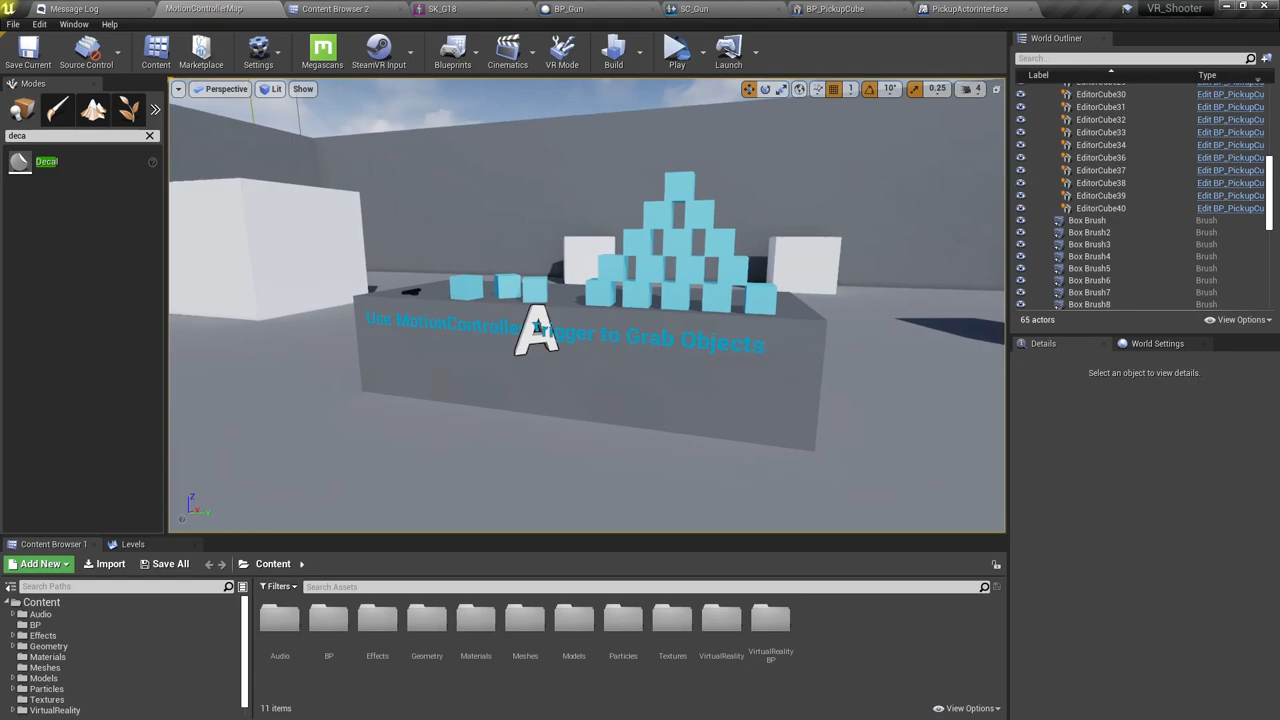 Message Log
MotionControllerMap
Content Browser 2
SK_G18
BP_Gun
SC_Gun
BP_PickupCube
PickupActorInterface
VR_Shooter
File Edit Window Help
Save Current
Source Control
Content
Marketplace
Settings
Megascans
SteamVR Input
Blueprints
Cinematics
VR Mode
Build
Play
Launch
Modes
deca
Decal
Perspective
Lit
Show
1
10°
0.25
4
Use MotionController Trigger to Grab Objects
A
Z
X
Y
World Outliner
Search...
Label Type
EditorCube30 Edit BP_PickupCu
EditorCube31 Edit BP_PickupCu
EditorCube32 Edit BP_PickupCu
EditorCube33 Edit BP_PickupCu
EditorCube34 Edit BP_PickupCu
EditorCube36 Edit BP_PickupCu
EditorCube37 Edit BP_PickupCu
EditorCube38 Edit BP_PickupCu
EditorCube39 Edit BP_PickupCu
EditorCube40 Edit BP_PickupCu
Box Brush Brush
Box Brush2 Brush
Box Brush3 Brush
Box Brush4 Brush
Box Brush5 Brush
Box Brush6 Brush
Box Brush7 Brush
Box Brush8 Brush
65 actors
View Options
Details
World Settings
Select an object to view details.
Content Browser 1
Levels
Add New
Import
Save All
Content
Search Paths
Filters
Search Assets
Content
Audio
BP
Effects
Geometry
Materials
Meshes
Models
Particles
Textures
VirtualReality
Audio
BP
Effects
Geometry
Materials
Meshes
Models
Particles
Textures
VirtualReality
VirtualReality
BP
11 items
View Options